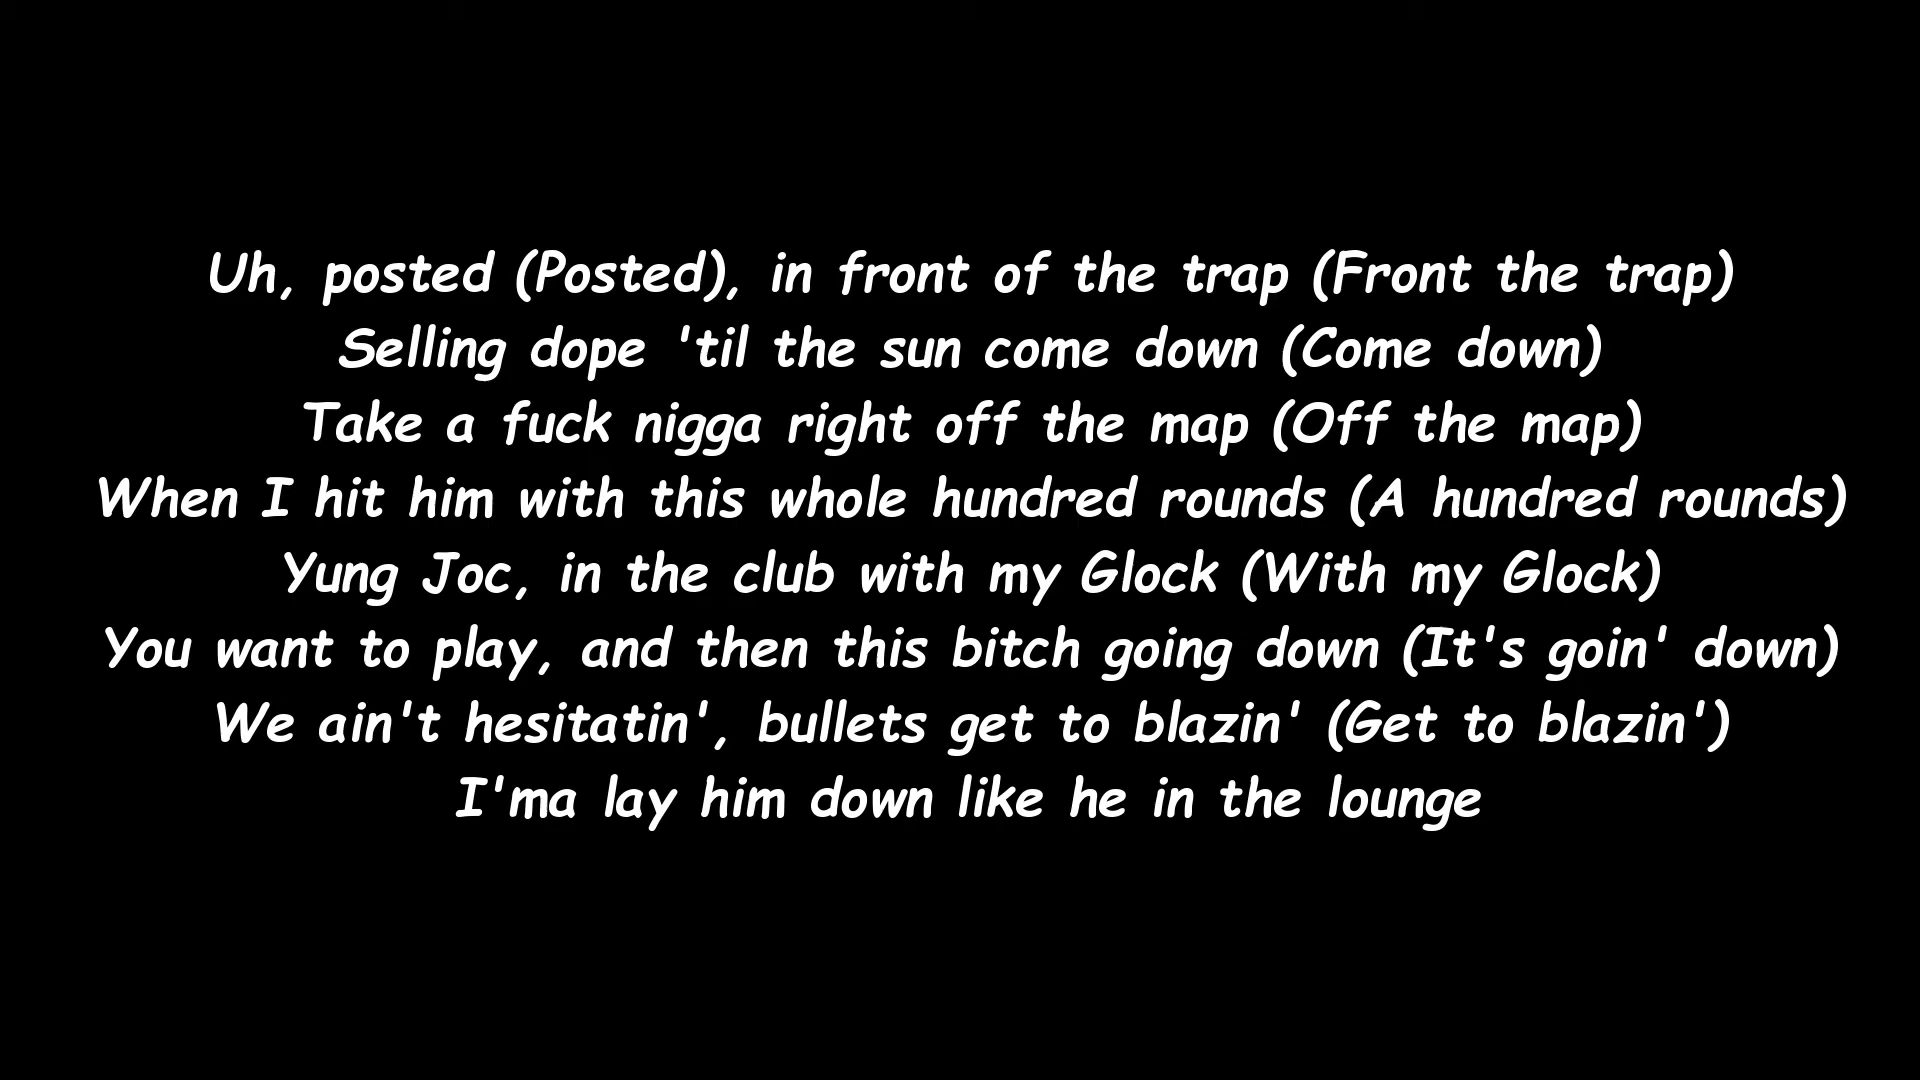 Uh, posted (Posted), in front of the trap (Front the trap)
Selling dope 'til the sun come down (Come down)
Take a fuck nigga right off the map (Off the map)
When I hit him with this whole hundred rounds (A hundred rounds)
Yung Joc, in the club with my Glock (With my Glock)
You want to play, and then this bitch going down (It's goin' down)
We ain't hesitatin', bullets get to blazin' (Get to blazin')
I'ma lay him down like he in the lounge